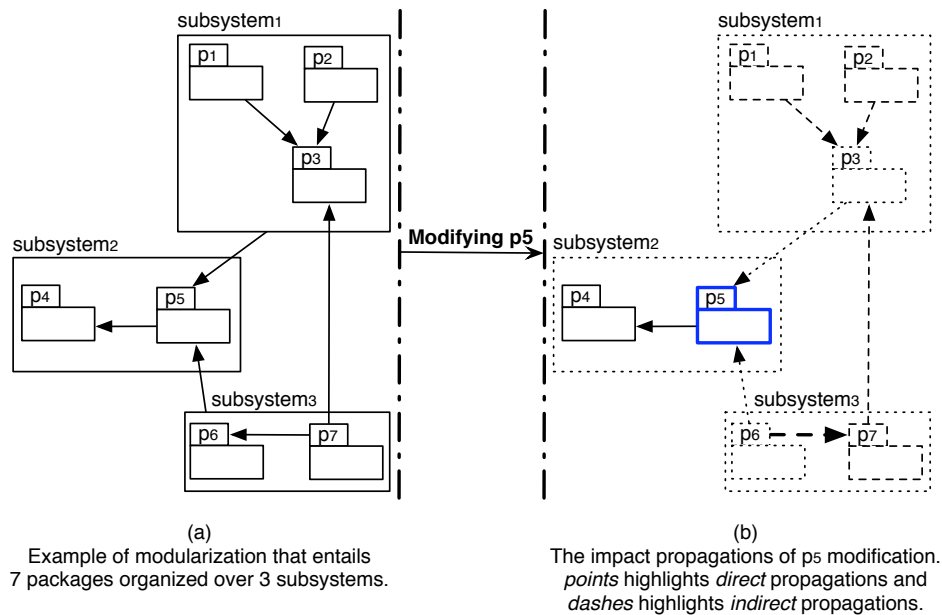 subsystem1
p1
p2
p3
subsystem2
p4
p5
subsystem3
p6
p7
(a)
Example of modularization that entails
7 packages organized over 3 subsystems.
Modifying p5
subsystem1
p1
p2
p3
subsystem2
p4
p5
subsystem3
p6
p7
(b)
The impact propagations of p5 modification.
points highlights direct propagations and
dashes highlights indirect propagations.